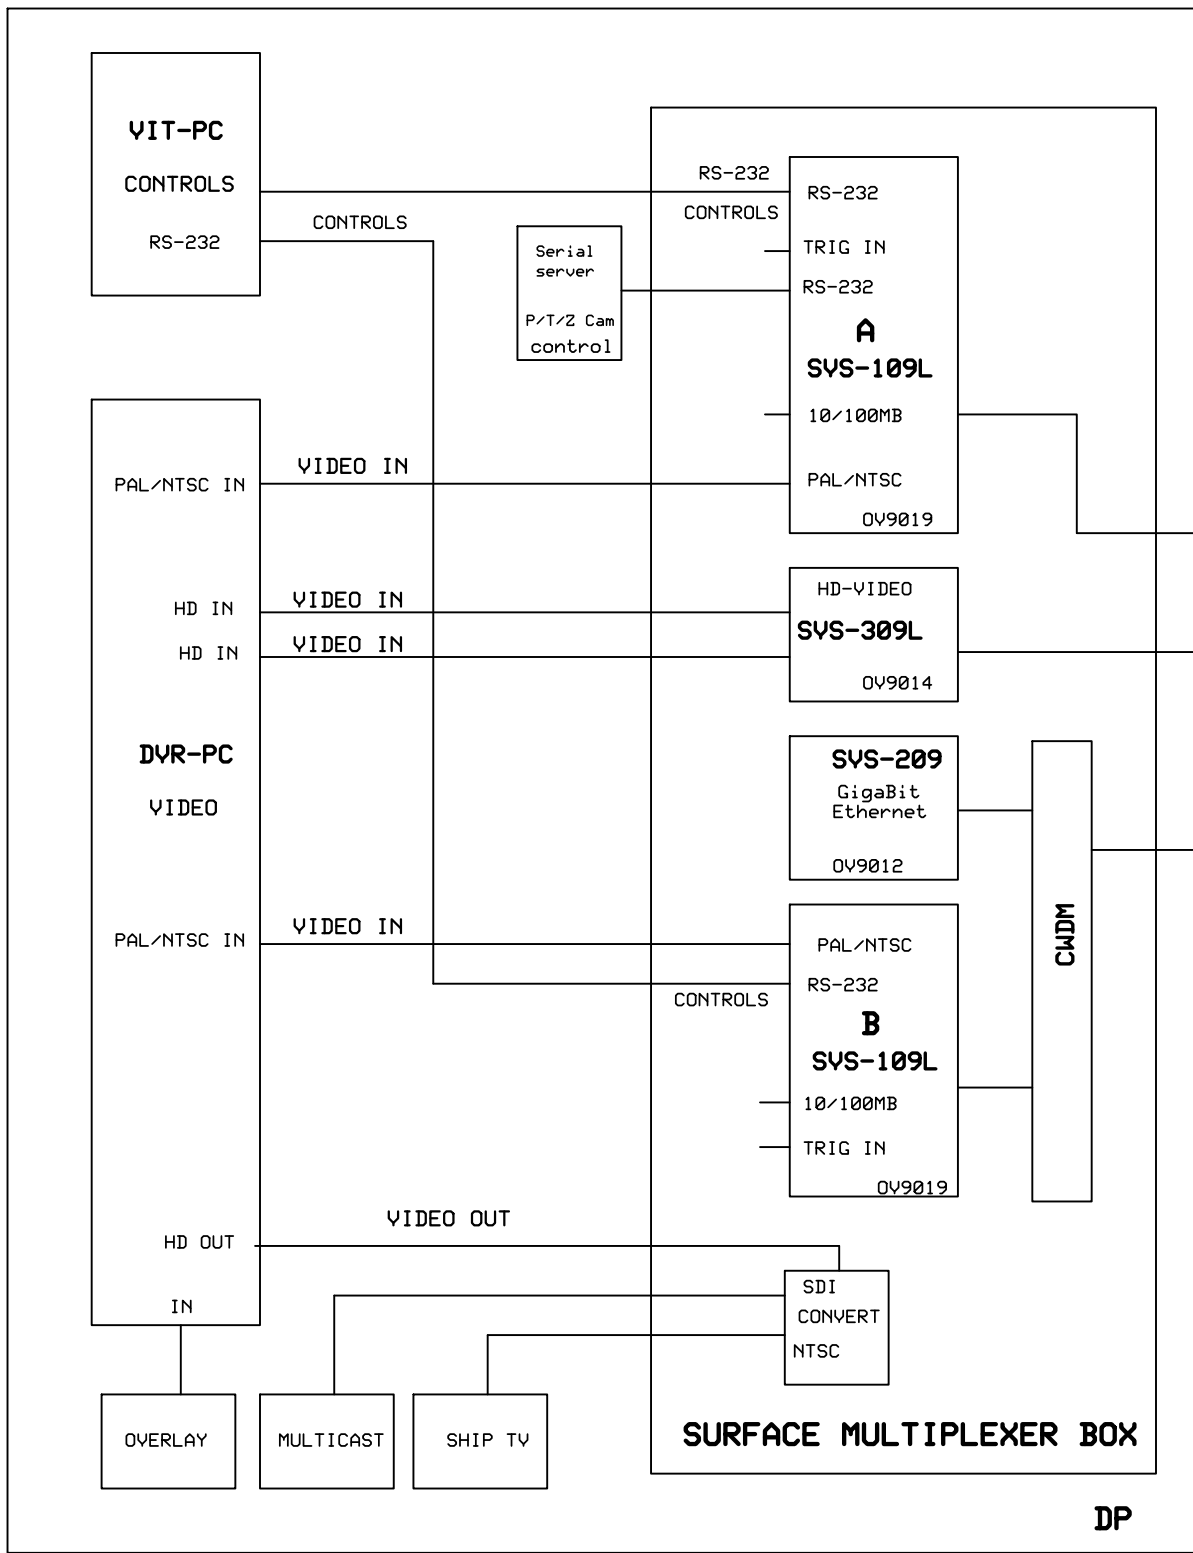 VIT-PC
CONTROLS
RS-232
CONTROLS
Serial
server
P/T/Z Cam
control
RS-232
CONTROLS
RS-232
TRIG IN
RS-232
A
SVS-109L
10/100MB
PAL/NTSC
OV9019
PAL/NTSC IN
VIDEO IN
HD IN
VIDEO IN
HD IN
VIDEO IN
HD-VIDEO
SVS-309L
OV9014
DVR-PC
VIDEO
SVS-209
GigaBit
Ethernet
OV9012
CWDM
PAL/NTSC IN
VIDEO IN
PAL/NTSC
RS-232
CONTROLS
B
SVS-109L
10/100MB
TRIG IN
OV9019
HD OUT
VIDEO OUT
IN
SDI
CONVERT
NTSC
OVERLAY
MULTICAST
SHIP TV
SURFACE MULTIPLEXER BOX
DP